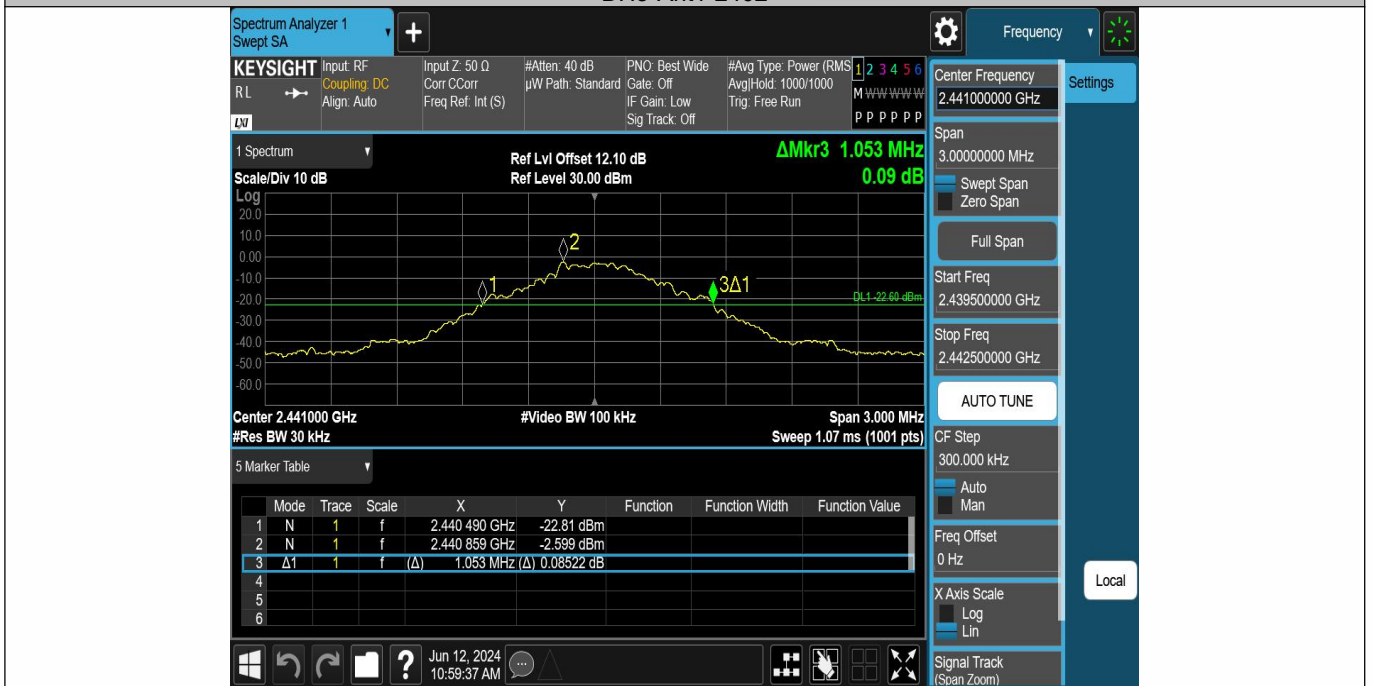 Spectrum Analyzer 1
Swept SA
Frequency
KEYSIGHT
RL
LXI
Input: RF
Coupling: DC
Align: Auto
Input Z: 50 Ω
Corr CCorr
Freq Ref: Int (S)
#Atten: 40 dB
µW Path: Standard
PNO: Best Wide
Gate: Off
IF Gain: Low
Sig Track: Off
#Avg Type: Power (RMS
Avg|Hold: 1000/1000
Trig: Free Run
1 2 3 4 5 6
M W W W W W
P P P P P P
1 Spectrum
Scale/Div 10 dB
Ref Lvl Offset 12.10 dB
Ref Level 30.00 dBm
ΔMkr3 1.053 MHz
0.09 dB
Log
20.0
10.0
0.00
-10.0
-20.0
-30.0
-40.0
-50.0
-60.0
1
2
3Δ1
DL1 -22.60 dBm
Center 2.441000 GHz
#Video BW 100 kHz
Span 3.000 MHz
#Res BW 30 kHz
Sweep 1.07 ms (1001 pts)
5 Marker Table
Mode Trace Scale X Y Function Function Width Function Value
1 N 1 f 2.440 490 GHz -22.81 dBm
2 N 1 f 2.440 859 GHz -2.599 dBm
3 Δ1 1 f (Δ) 1.053 MHz (Δ) 0.08522 dB
4
5
6
?
Jun 12, 2024
10:59:37 AM
Center Frequency
2.441000000 GHz
Settings
Span
3.00000000 MHz
Swept Span
Zero Span
Full Span
Start Freq
2.439500000 GHz
Stop Freq
2.442500000 GHz
AUTO TUNE
CF Step
300.000 kHz
Auto
Man
Freq Offset
0 Hz
X Axis Scale
Log
Lin
Local
Signal Track
(Span Zoom)